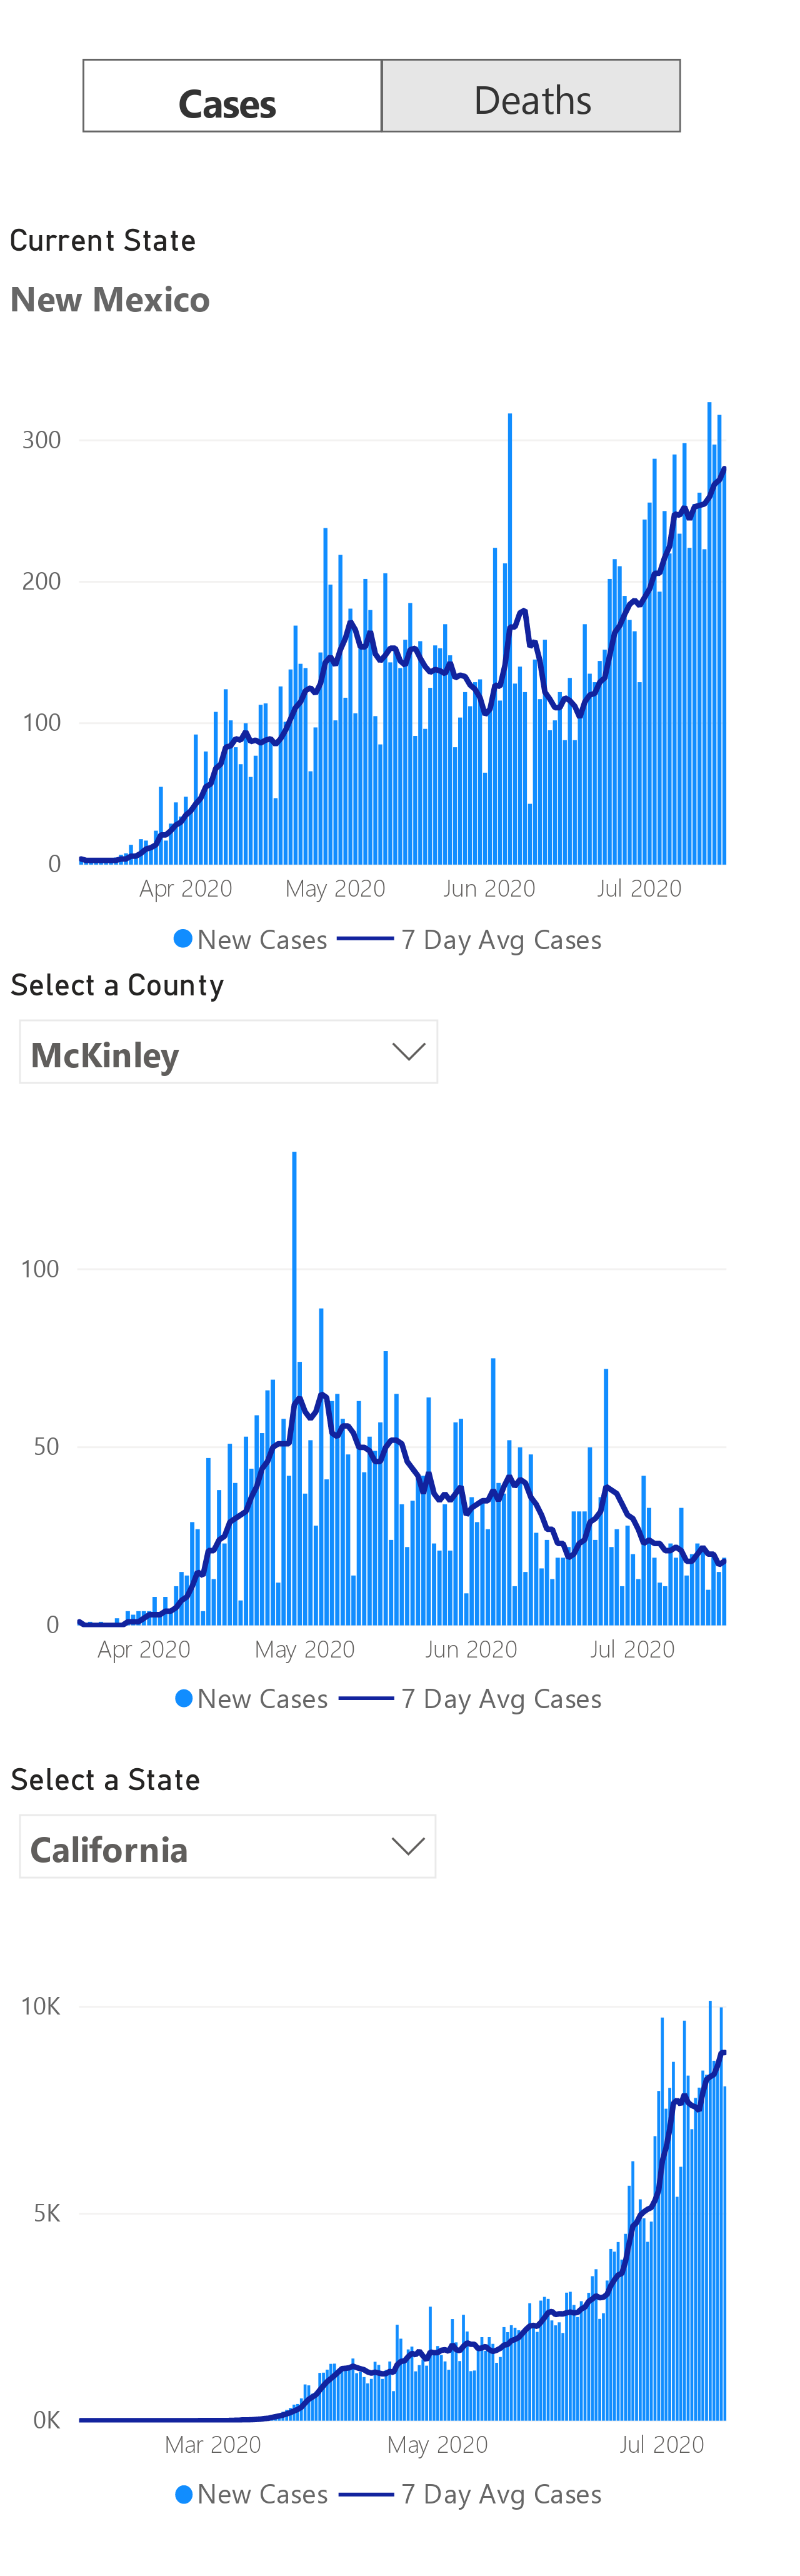 Cases Deaths
Current State
New Mexico
300
200
100
0
Apr 2020 May 2020 Jun 2020 Jul 2020
New Cases 7 Day Avg Cases
Select a County
McKinley
100
50
0
Apr 2020 May 2020 Jun 2020 Jul 2020
New Cases 7 Day Avg Cases
Select a State
California
10K
5K
0K
Mar 2020 May 2020 Jul 2020
New Cases 7 Day Avg Cases